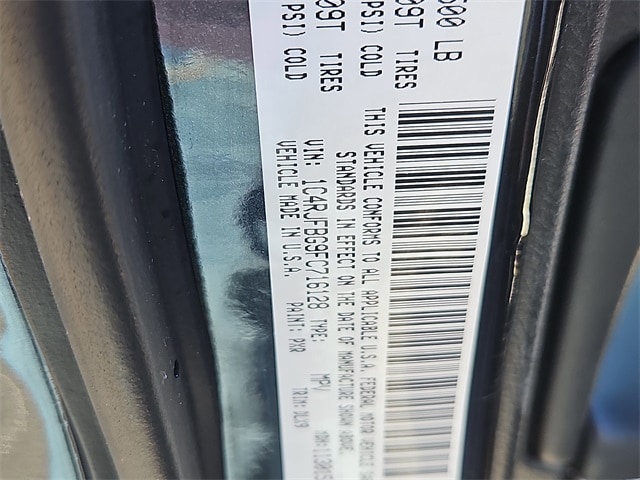 500 LB
09T TIRES
PSI) COLD
09T TIRES
PSI) COLD
THIS VEHICLE CONFORMS TO ALL APPLICABLE U.S.A. FEDERAL MOTOR VEHICLE
STANDARDS IN EFFECT ON THE DATE OF MANUFACTURE SHOWN ABOVE.
VIN: 1C4RJFBG9FC716128 TYPE: MPV
VEHICLE MADE IN U.S.A. PAINT: PXR TRIM: